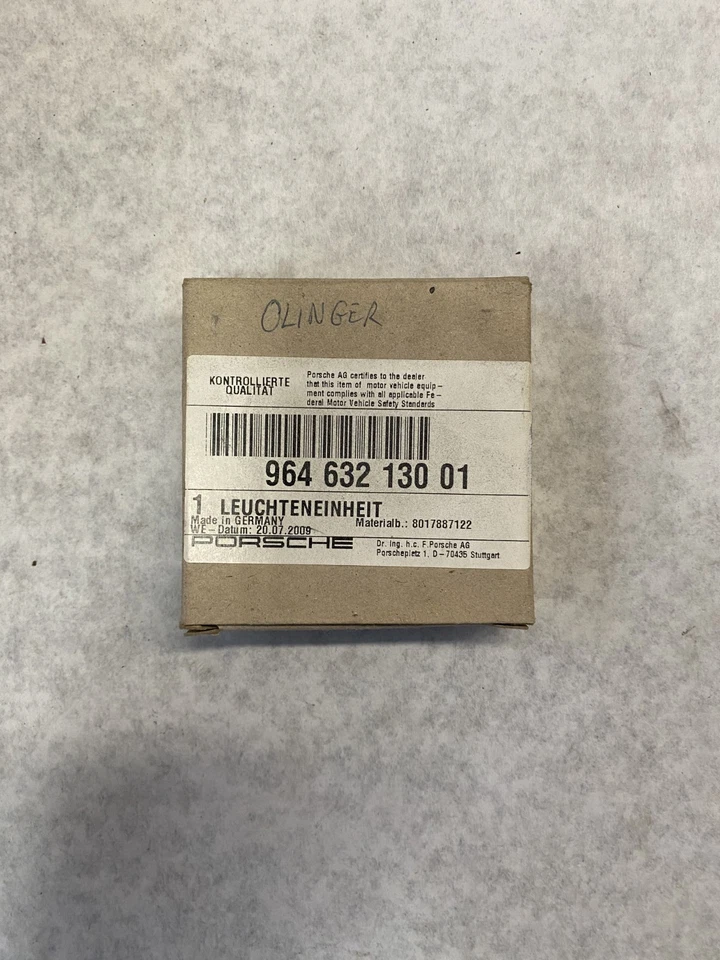 OLINGER
KONTROLLIERTE
QUALITÄT
Porsche AG certifies to the dealer
that this item of motor vehicle equip-
ment complies with all applicable Fe-
deral Motor Vehicle Safety Standards
964 632 130 01
1 LEUCHTENEINHEIT
Made in GERMANY Materialb.: 8017887122
WE-Datum: 20.07.2009
PORSCHE
Dr. Ing. h.c. F.Porsche AG
Porscheplatz 1, D-70435 Stuttgart